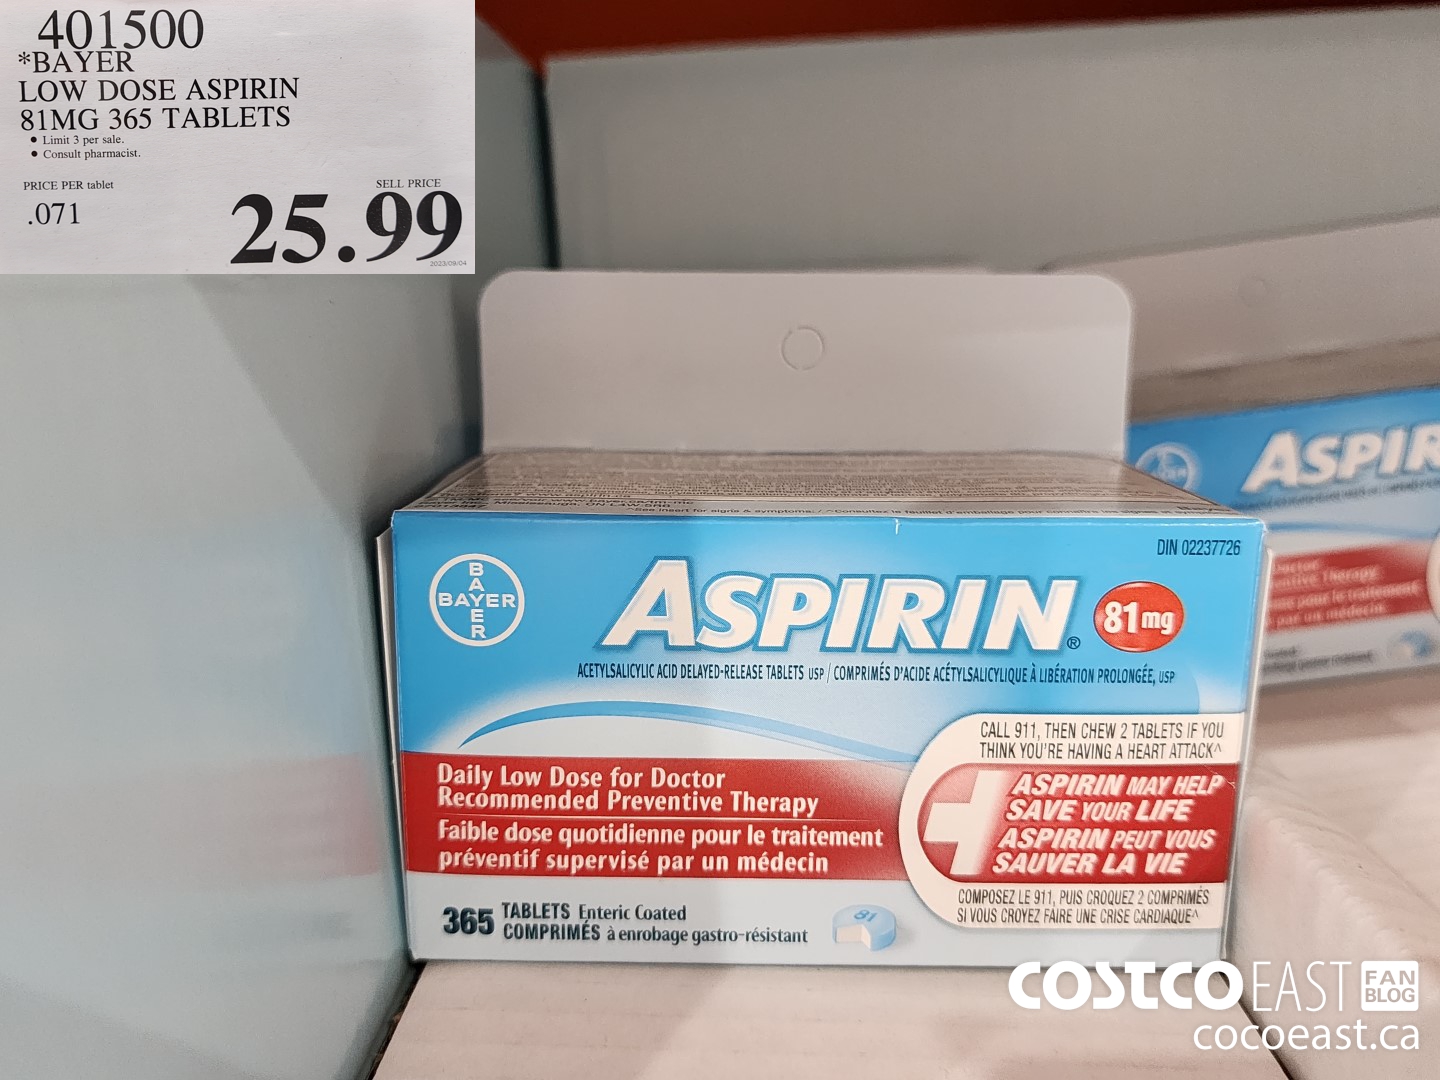 401500
*BAYER
LOW DOSE ASPIRIN
81MG 365 TABLETS
• Limit 3 per sale.
• Consult pharmacist.
PRICE PER tablet
.071
SELL PRICE
25.99
2023/09/04
DIN 02237726
BAYER
BAYER
ASPIRIN® 81mg
ACETYLSALICYLIC ACID DELAYED-RELEASE TABLETS USP / COMPRIMÉS D'ACIDE ACÉTYLSALICYLIQUE À LIBÉRATION PROLONGÉE, USP
Daily Low Dose for Doctor
Recommended Preventive Therapy
Faible dose quotidienne pour le traitement
préventif supervisé par un médecin
365 TABLETS Enteric Coated
COMPRIMÉS à enrobage gastro-résistant
81
CALL 911, THEN CHEW 2 TABLETS IF YOU
THINK YOU'RE HAVING A HEART ATTACK^
ASPIRIN MAY HELP
SAVE YOUR LIFE
ASPIRIN PEUT VOUS
SAUVER LA VIE
COMPOSEZ LE 911, PUIS CROQUEZ 2 COMPRIMÉS
SI VOUS CROYEZ FAIRE UNE CRISE CARDIAQUE^
ASPIR
COSTCO EAST FAN
BLOG
cocoeast.ca